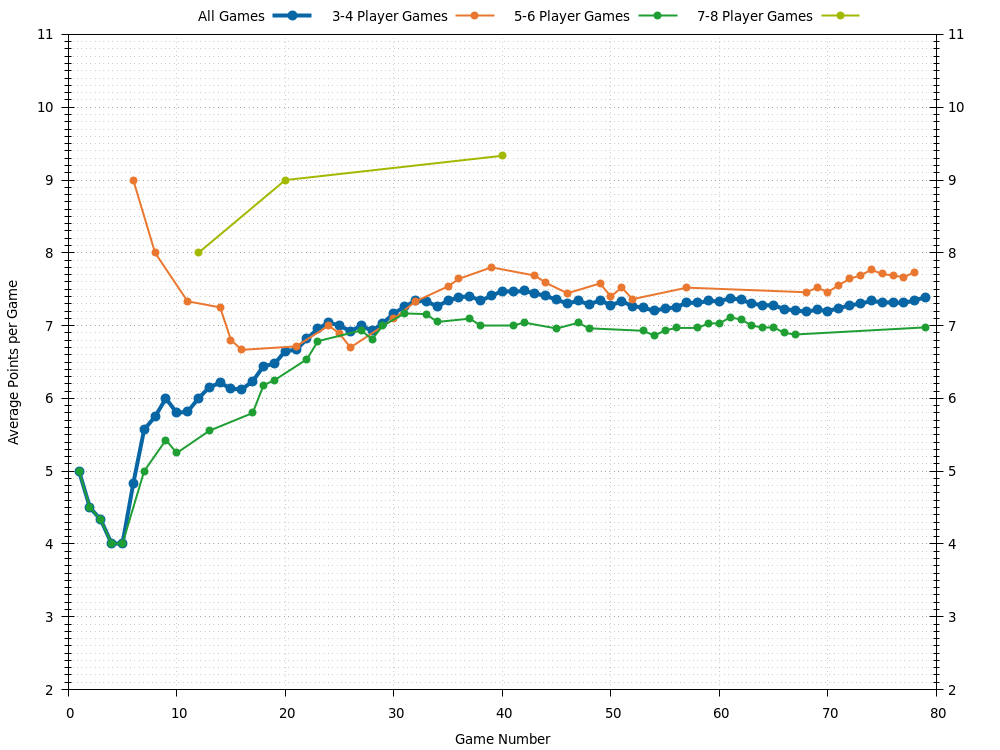 All Games 3-4 Player Games 5-6 Player Games 7-8 Player Games
11 11
10 10
9 9
8 8
7 7
6 6
5 5
4 4
3 3
2 2
0 10 20 30 40 50 60 70 80
Average Points per Game
Game Number